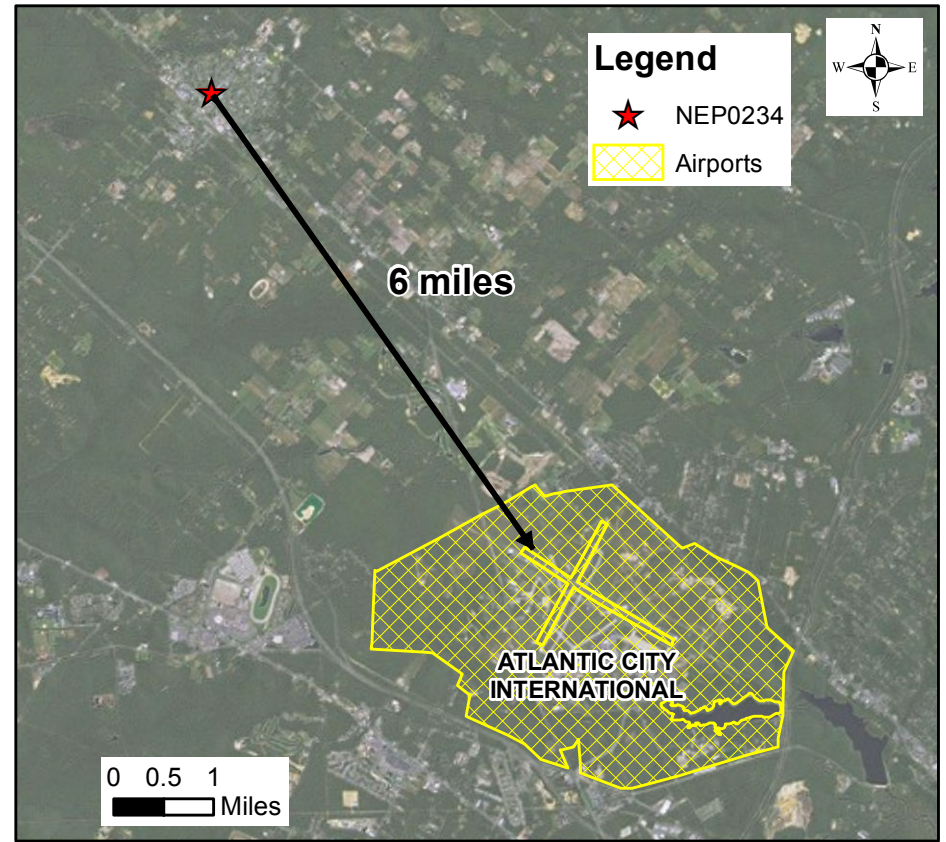 Legend
NEP0234
Airports
N
W E
S
6 miles
ATLANTIC CITY
INTERNATIONAL
0 0.5 1
Miles